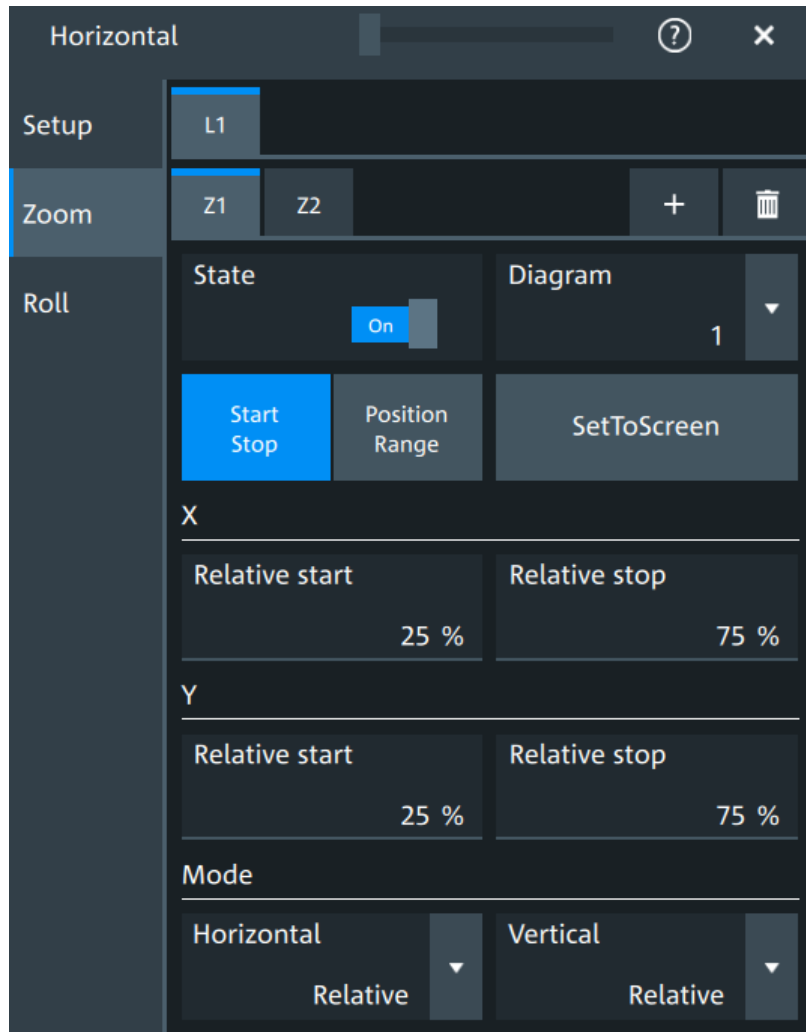 Horizontal
?
Setup
L1
Zoom
Z1 Z2 +
Roll
State
Diagram
On
1
Start
Stop
Position
Range
SetToScreen
X
Relative start
Relative stop
25 %
75 %
Y
Relative start
Relative stop
25 %
75 %
Mode
Horizontal
Vertical
Relative
Relative